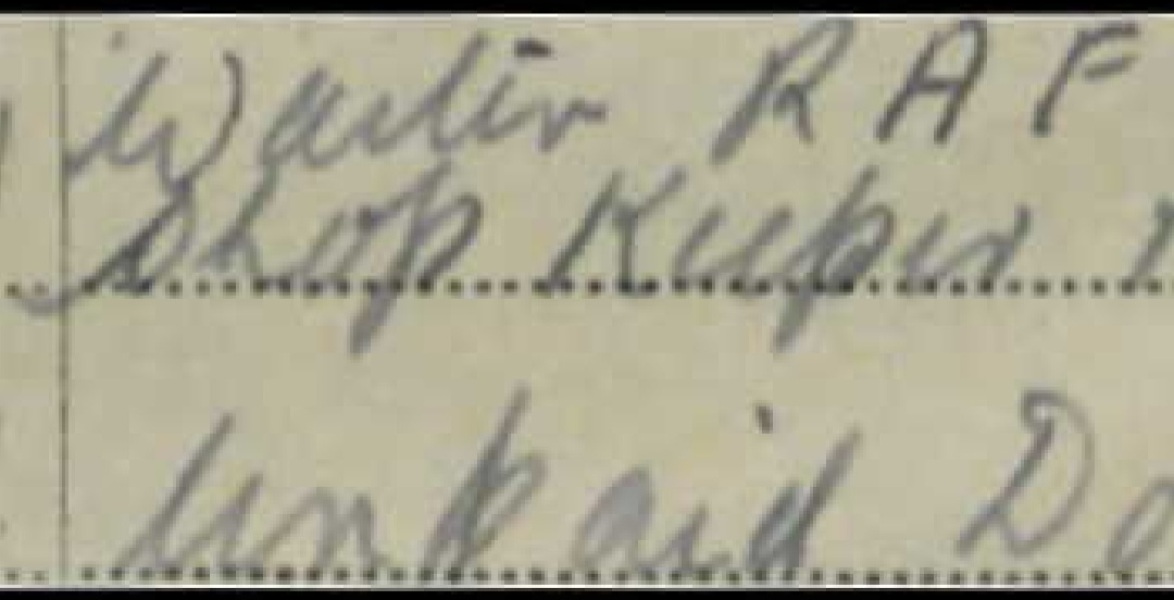 Waiter RAF
Shop Keeper
Unpaid Do